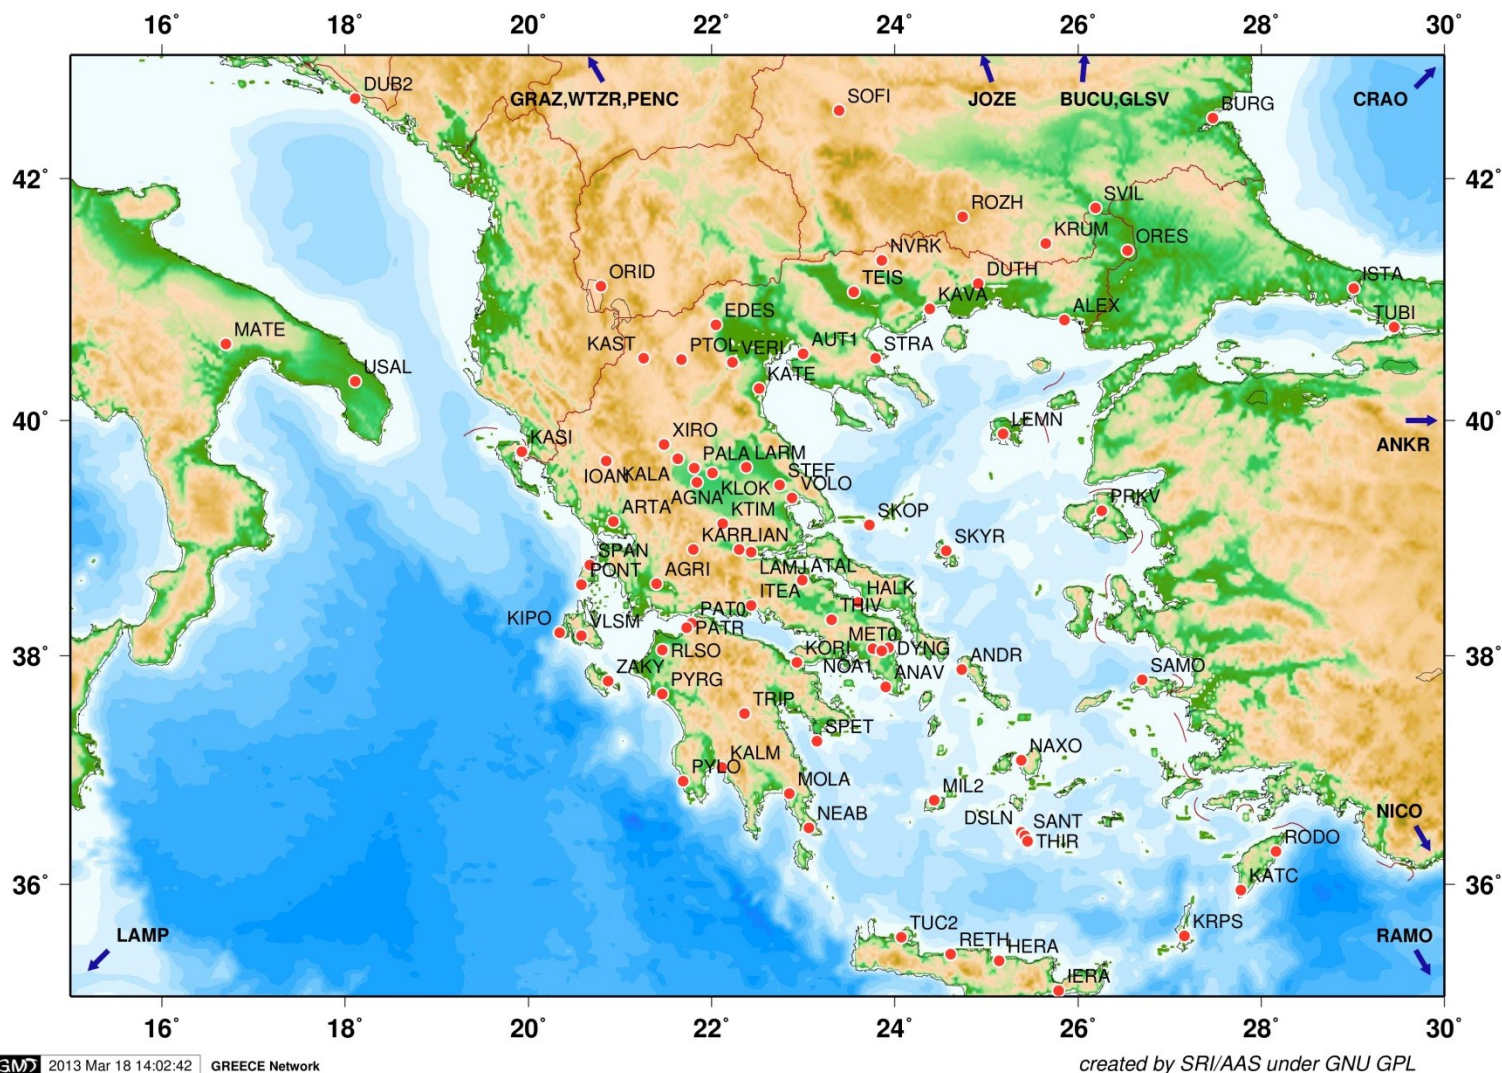 16° 18° 20° 22° 24° 26° 28° 30°
DUB2
GRAZ,WTZR,PENC
SOFI
JOZE
BUCU,GLSV
BURG
CRAO
42° 42°
ROZH
SVIL
KRUM
ORES
NVRK
ORID
TEIS
DUTH
ISTA
KAVA
ALEX
EDES
TUBI
MATE
KAST
PTOL
VERI
AUT1
STRA
USAL
KATE
40° 40°
LEMN
ANKR
XIRO
KASI
PALA
LARM
IOAN
KALA
STEF
KLOK
VOLO
AGNA
PRKV
ARTA
KTIM
SKOP
KARP
LIAN
SKYR
SPAN
PONT
AGRI
LAMJ
ATAL
ITEA
HALK
KIPO
VLSM
PAT0
THIV
PATR
MET0
38° 38°
RLSO
KORI
DYNG
ANDR
ZAKY
NOA1
ANAV
SAMO
PYRG
TRIP
SPET
KALM
NAXO
PYLO
MOLA
MIL2
NEAB
DSLN
SANT
NICO
THIR
RODO
36° 36°
KATC
LAMP
TUC2
RETH
HERA
KRPS
RAMO
IERA
16° 18° 20° 22° 24° 26° 28° 30°
GMD 2013 Mar 18 14:02:42 GREECE Network
created by SRI/AAS under GNU GPL